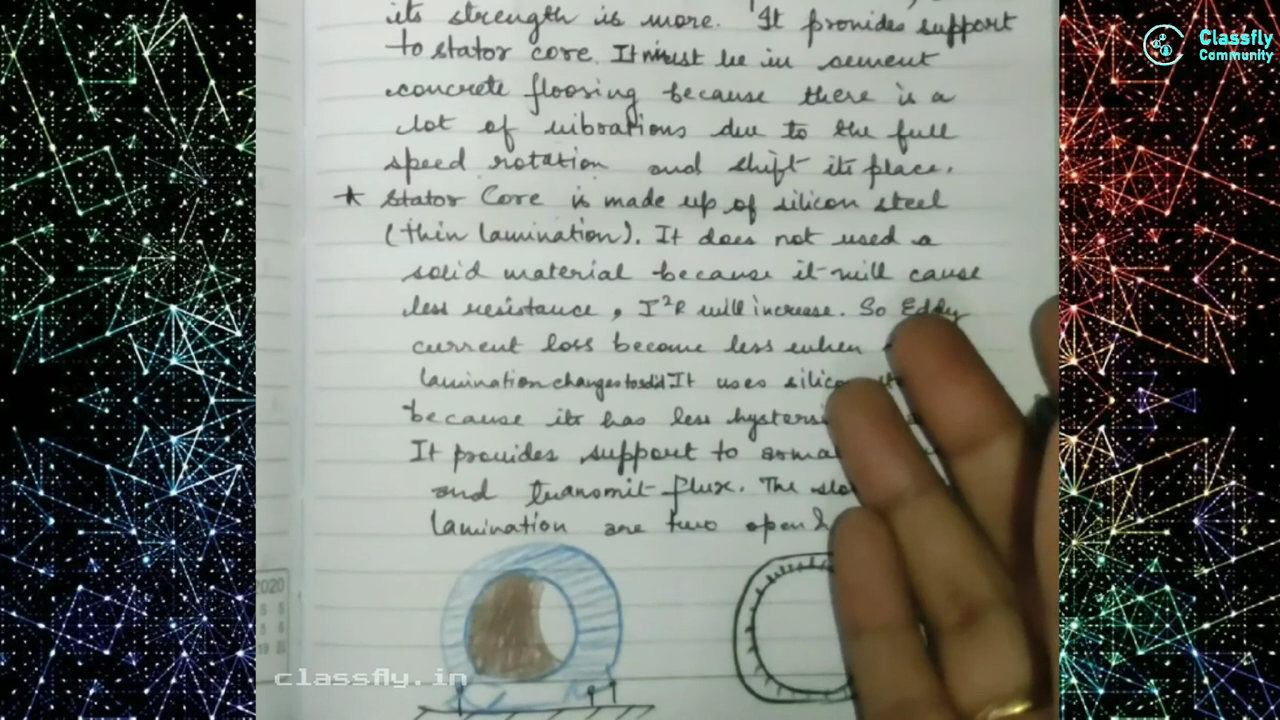 its strength is more. It provides support
to stator core. It must be in cement
concrete floosing because there is a
lot of vibrations due to the full
speed rotation and shift its place.
★ Stator Core is made up of silicon steel
(thin lamination). It does not used a
solid material because it will cause
less resistance, I²R will increase. So Eddy
current loss become less when
lamination changes to solid It uses silicon
because its has less
It provides support to
and transmit flux. The
lamination are two open &
2020
Classfly
Community
classfly.in